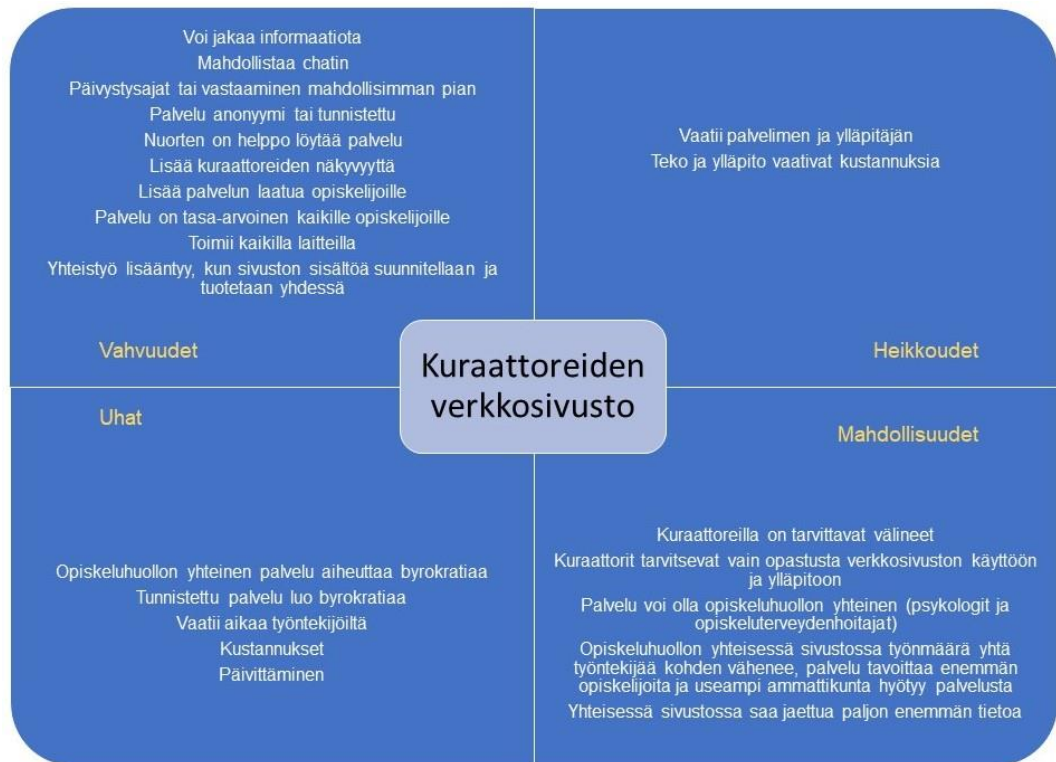 Voi jakaa informaatiota
Mahdollistaa chatin
Päivystysajat tai vastaaminen mahdollisimman pian
Palvelu anonyymi tai tunnistettu
Nuorten on helppo löytää palvelu
Lisää kuraattoreiden näkyvyyttä
Lisää palvelun laatua opiskelijoille
Palvelu on tasa-arvoinen kaikille opiskelijoille
Toimii kaikilla laitteilla
Yhteistyö lisääntyy, kun sivuston sisältöä suunnitellaan ja
tuotetaan yhdessä
Vahvuudet
Vaatii palvelimen ja ylläpitäjän
Teko ja ylläpito vaativat kustannuksia
Heikkoudet
Kuraattoreiden
verkkosivusto
Uhat
Opiskeluhuollon yhteinen palvelu aiheuttaa byrokratiaa
Tunnistettu palvelu luo byrokratiaa
Vaatii aikaa työntekijöiltä
Kustannukset
Päivittäminen
Mahdollisuudet
Kuraattoreilla on tarvittavat välineet
Kuraattorit tarvitsevat vain opastusta verkkosivuston käyttöön
ja ylläpitoon
Palvelu voi olla opiskeluhuollon yhteinen (psykologit ja
opiskeluterveydenhoitajat)
Opiskeluhuollon yhteisessä sivustossa työnmäärä yhtä
työntekijää kohden vähenee, palvelu tavoittaa enemmän
opiskelijoita ja useampi ammattikunta hyötyy palvelusta
Yhteisessä sivustossa saa jaettua paljon enemmän tietoa